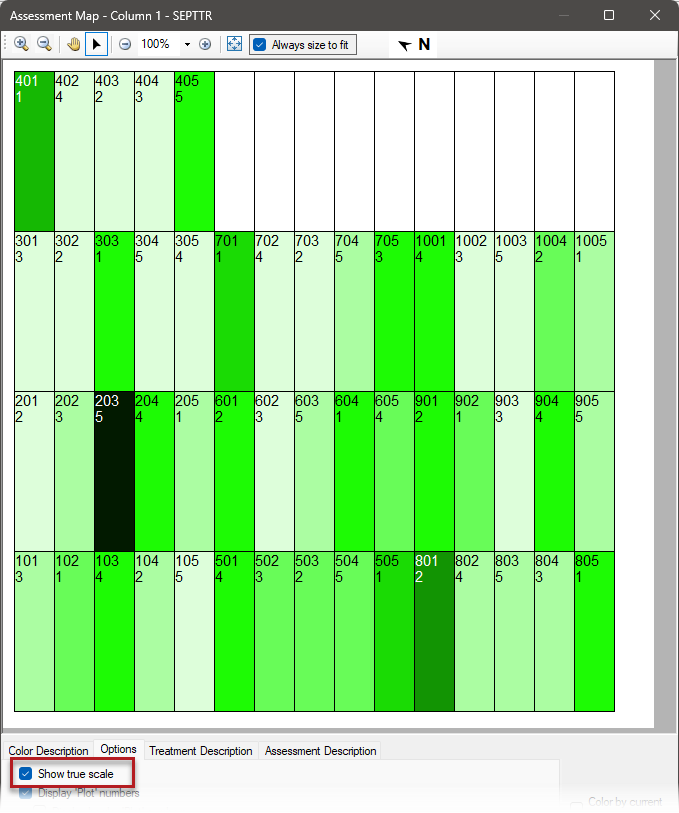 Assessment Map - Column 1 - SEPTTR
100% Always size to fit N
401 402 403 404 405
1 4 2 3 5
301 302 303 304 305 701 702 703 704 705 1001 1002 1003 1004 1005
3 2 1 5 4 1 4 2 5 3 4 3 5 2 1
201 202 203 204 205 601 602 603 604 605 901 902 903 904 905
2 3 5 4 1 2 3 5 1 4 2 1 3 4 5
101 102 103 104 105 501 502 503 504 505 801 802 803 804 805
3 1 4 2 5 4 3 2 5 1 2 4 5 3 1
Color Description Options Treatment Description Assessment Description
Show true scale
Display 'Plot' numbers
Color by current